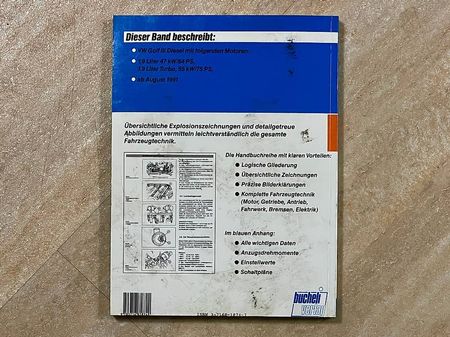 Dieser Band beschreibt:
VW Golf III Diesel mit folgenden Motoren:
1,9 Liter 47 kW/64 PS,
1,9 Liter Turbo, 55 kW/75 PS,
ab August 1991
Übersichtliche Explosionszeichnungen und detailgetreue
Abbildungen vermitteln leichtverständlich die gesamte
Fahrzeugtechnik.
Die Handbuchreihe mit klaren Vorteilen:
Logische Gliederung
Übersichtliche Zeichnungen
Präzise Bilderklärungen
Komplette Fahrzeugtechnik
(Motor, Getriebe, Antrieb,
Fahrwerk, Bremsen, Elektrik)
Im blauen Anhang:
Alle wichtigen Daten
Anzugsdrehmomente
Einstellwerte
Schaltpläne
bucheli
verlag
ISBN